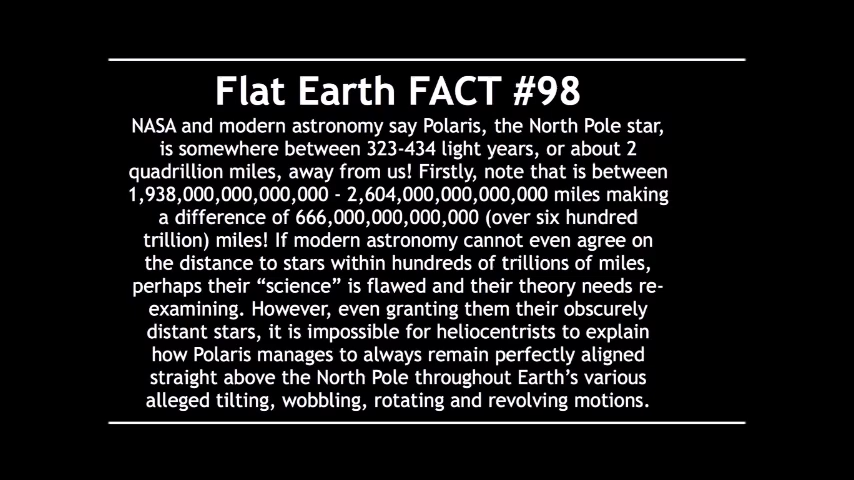 Flat Earth FACT #98
NASA and modern astronomy say Polaris, the North Pole star,
is somewhere between 323-434 light years, or about 2
quadrillion miles, away from us! Firstly, note that is between
1,938,000,000,000,000 - 2,604,000,000,000,000 miles making
a difference of 666,000,000,000,000 (over six hundred
trillion) miles! If modern astronomy cannot even agree on
the distance to stars within hundreds of trillions of miles,
perhaps their “science” is flawed and their theory needs re-
examining. However, even granting them their obscurely
distant stars, it is impossible for heliocentrists to explain
how Polaris manages to always remain perfectly aligned
straight above the North Pole throughout Earth’s various
alleged tilting, wobbling, rotating and revolving motions.